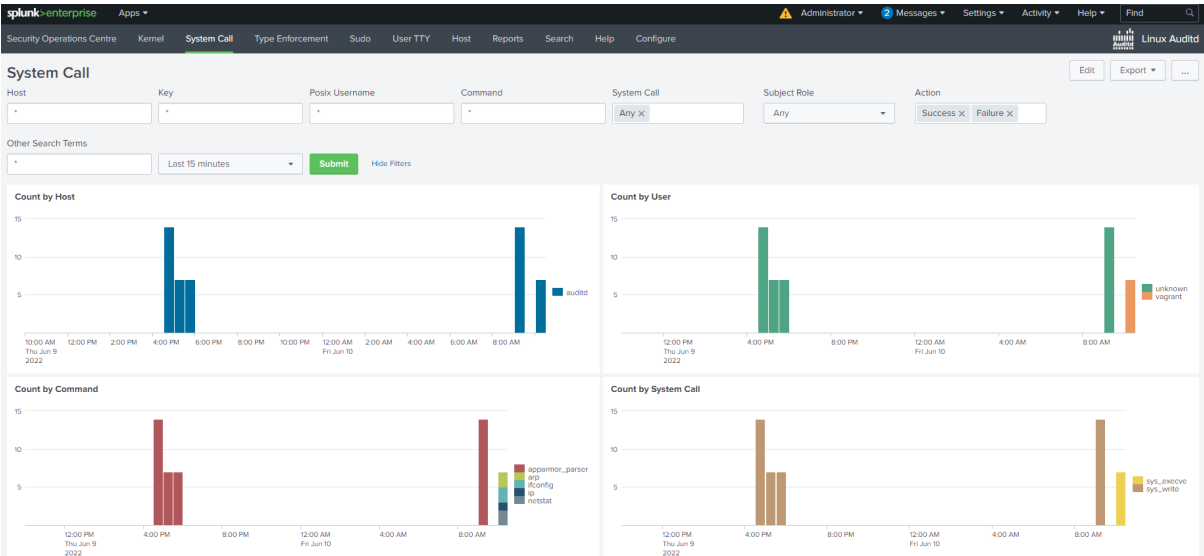 splunk>enterprise Apps Administrator 2 Messages Settings Activity Help Find
Security Operations Centre Kernel System Call Type Enforcement Sudo User TTY Host Reports Search Help Configure Auditd Linux Auditd
System Call Edit Export ...
Host Key Posix Username Command System Call Subject Role Action
* * * * Any × Any Success × Failure ×
Other Search Terms
* Last 15 minutes Submit Hide Filters
Count by Host
15
10
5
auditd
10:00 AM 12:00 PM 2:00 PM 4:00 PM 6:00 PM 8:00 PM 10:00 PM 12:00 AM 2:00 AM 4:00 AM 6:00 AM 8:00 AM
Thu Jun 9 Fri Jun 10
2022
Count by User
15
10
5
unknown
vagrant
12:00 PM 4:00 PM 8:00 PM 12:00 AM 4:00 AM 8:00 AM
Thu Jun 9 Fri Jun 10
2022
Count by Command
15
10
5
apparmor_parser
arp
ifconfig
ip
netstat
12:00 PM 4:00 PM 8:00 PM 12:00 AM 4:00 AM 8:00 AM
Thu Jun 9 Fri Jun 10
2022
Count by System Call
15
10
5
sys_execve
sys_write
12:00 PM 4:00 PM 8:00 PM 12:00 AM 4:00 AM 8:00 AM
Thu Jun 9 Fri Jun 10
2022